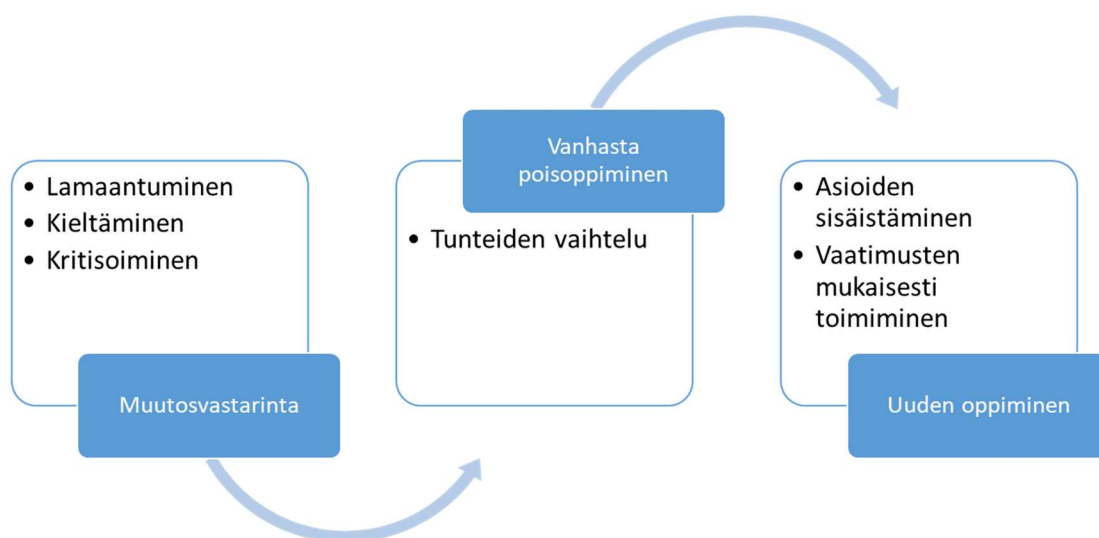 Lamaantuminen
Kieltäminen
Kritisoiminen
Muutosvastarinta
Vanhasta
poisoppiminen
Tunteiden vaihtelu
Asioiden
sisäistäminen
Vaatimusten
mukaisesti
toimiminen
Uuden oppiminen